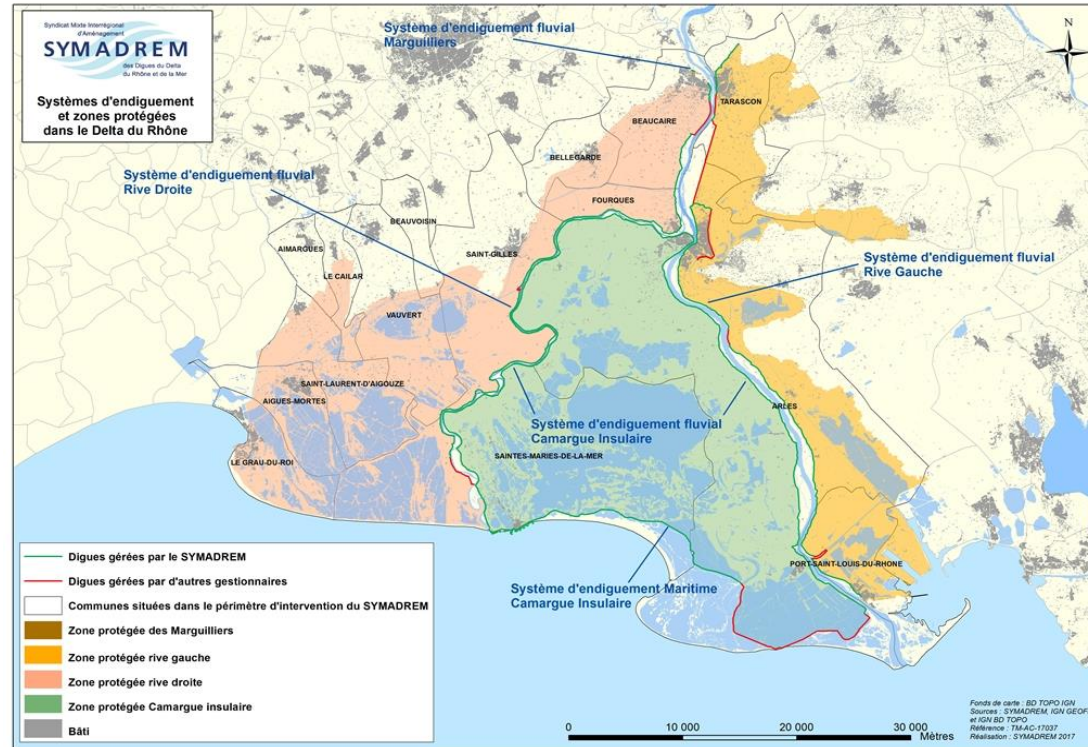 Syndicat Mixte Interrégional
d'Aménagement
SYMADREM
des Digues du Delta
du Rhône et de la Mer
Systèmes d'endiguement
et zones protégées
dans le Delta du Rhône
Système d'endiguement fluvial
Marguilliers
N
TARASCON
BEAUCAIRE
BELLEGARDE
Système d'endiguement fluvial
Rive Droite
FOURQUES
BEAUVOISIN
AIMARGUES
SAINT-GILLES
LE CAILAR
Système d'endiguement fluvial
Rive Gauche
VAUVERT
SAINT-LAURENT-D'AIGOUZE
AIGUES-MORTES
ARLES
Système d'endiguement fluvial
Camargue Insulaire
SAINTES-MARIES-DE-LA-MER
LE GRAU-DU-ROI
PORT-SAINT-LOUIS-DU-RHONE
Système d'endiguement Maritime
Camargue Insulaire
Digues gérées par le SYMADREM
Digues gérées par d'autres gestionnaires
Communes situées dans le périmètre d'intervention du SYMADREM
Zone protégée des Marguilliers
Zone protégée rive gauche
Zone protégée rive droite
Zone protégée Camargue insulaire
Bâti
0 10 000 20 000 30 000
Mètres
Fonds de carte : BD TOPO IGN
Sources : SYMADREM, IGN GEOF
et IGN BD TOPO
Référence : TM-AC-17037
Réalisation : SYMADREM 2017